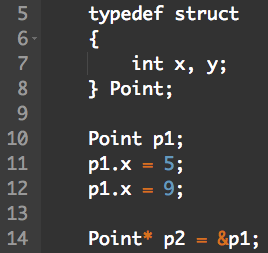 5 typedef struct
6 {
7 int x, y;
8 } Point;
9
10 Point p1;
11 p1.x = 5;
12 p1.x = 9;
13
14 Point* p2 = &p1;